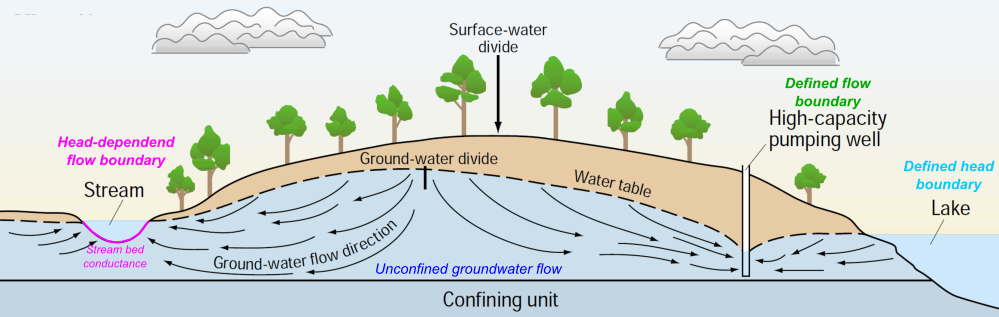 Surface-water
divide
Defined flow
boundary
High-capacity
pumping well
Head-dependend
flow boundary
Stream
Ground-water divide
Water table
Defined head
boundary
Lake
Stream bed
conductance
Ground-water flow direction
Unconfined groundwater flow
Confining unit